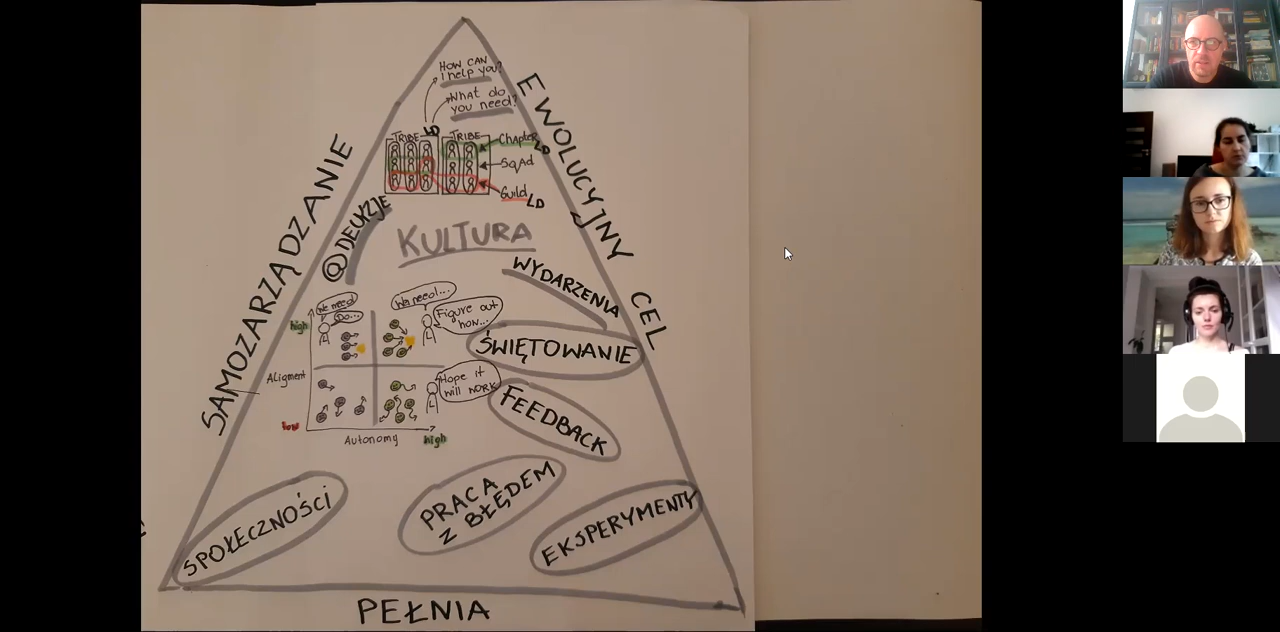 HOW CAN
I help you?
What do
you need?
LD
TRIBE
TRIBE
Chapter LD
Squad
Guild LD
SAMOZARZĄDZANIE
EWOLUCYJNY CEL
@DEUKZJE
KULTURA
WYDARZENIA
We need
Do...
We need...
Figure out
how...
high
ŚWIĘTOWANIE
Aligment
Hope it
will work
FEEDBACK
low
Autonomy
high
SPOŁECZNOŚCI
PRACA
Z BŁĘDEM
EKSPERYMENTY
PEŁNIA